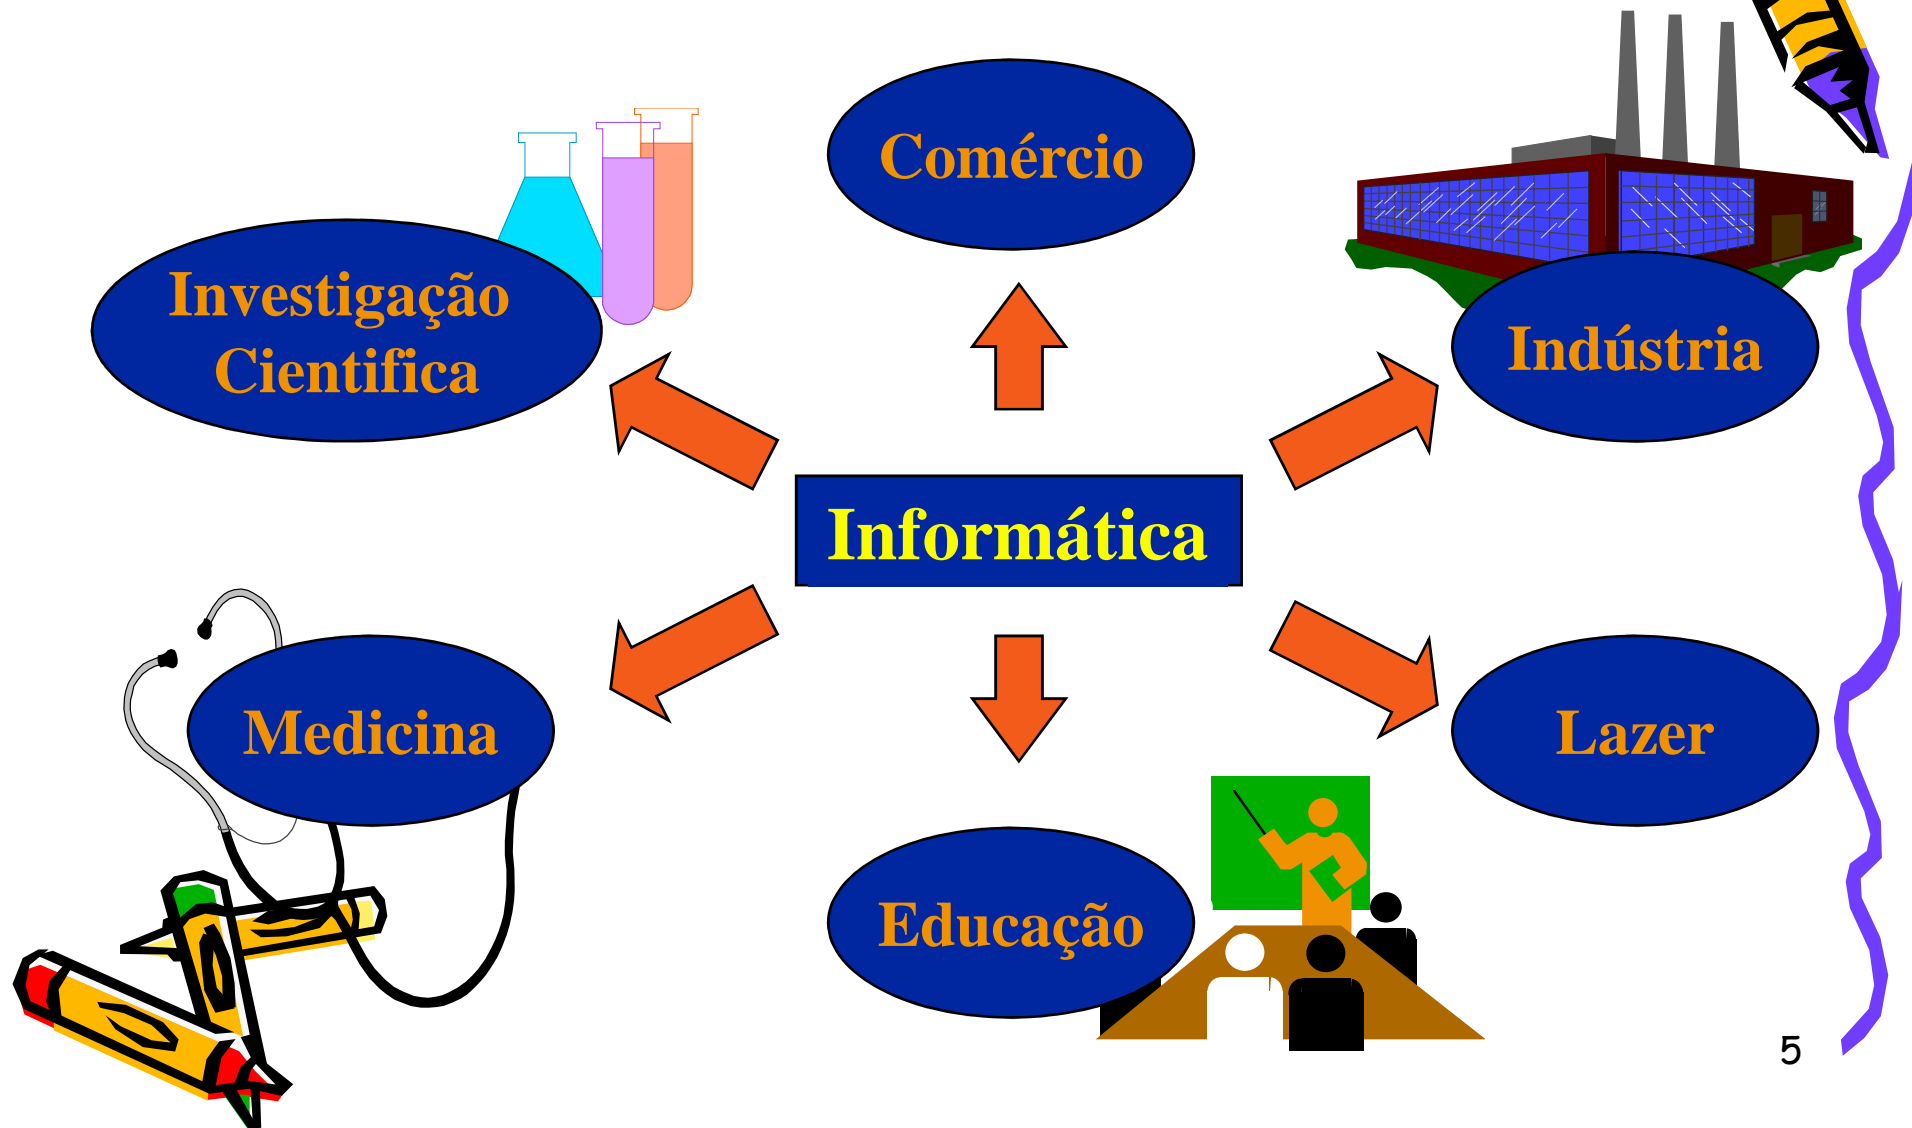 Comércio
Investigação
Cientifica
Indústria
Informática
Medicina
Lazer
Educação
5